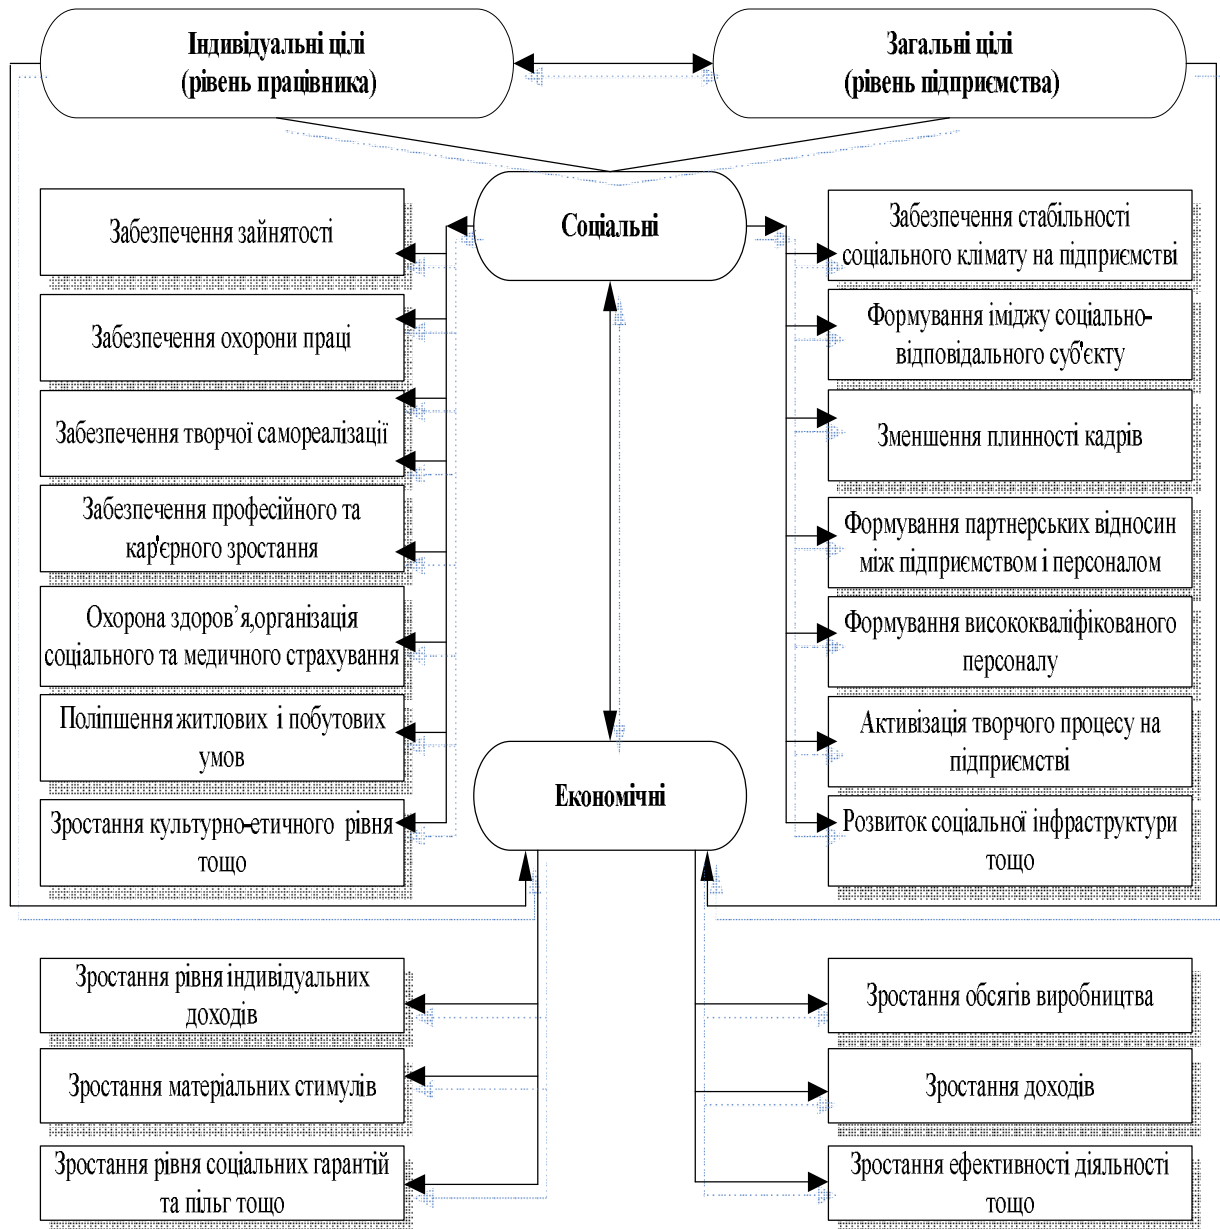 Індивідуальні цілі
(рівень працівника)
Загальні цілі
(рівень підприємства)
Соціальні
Забезпечення зайнятості
Забезпечення охорони праці
Забезпечення творчої самореалізації
Забезпечення професійного та
кар'єрного зростання
Охорона здоров’я,організація
соціального та медичного страхування
Поліпшення житлових і побутових
умов
Зростання культурно-етичного рівня
тощо
Забезпечення стабільності
соціального клімату на підприємстві
Формування іміджу соціально-
відповідального суб'єкту
Зменшення плинності кадрів
Формування партнерських відносин
між підприємством і персоналом
Формування висококваліфікованого
персоналу
Активізація творчого процесу на
підприємстві
Розвиток соціальної інфраструктури
тощо
Економічні
Зростання рівня індивідуальних
доходів
Зростання матеріальних стимулів
Зростання рівня соціальних гарантій
та пільг тощо
Зростання обсягів виробництва
Зростання доходів
Зростання ефективності діяльності
тощо